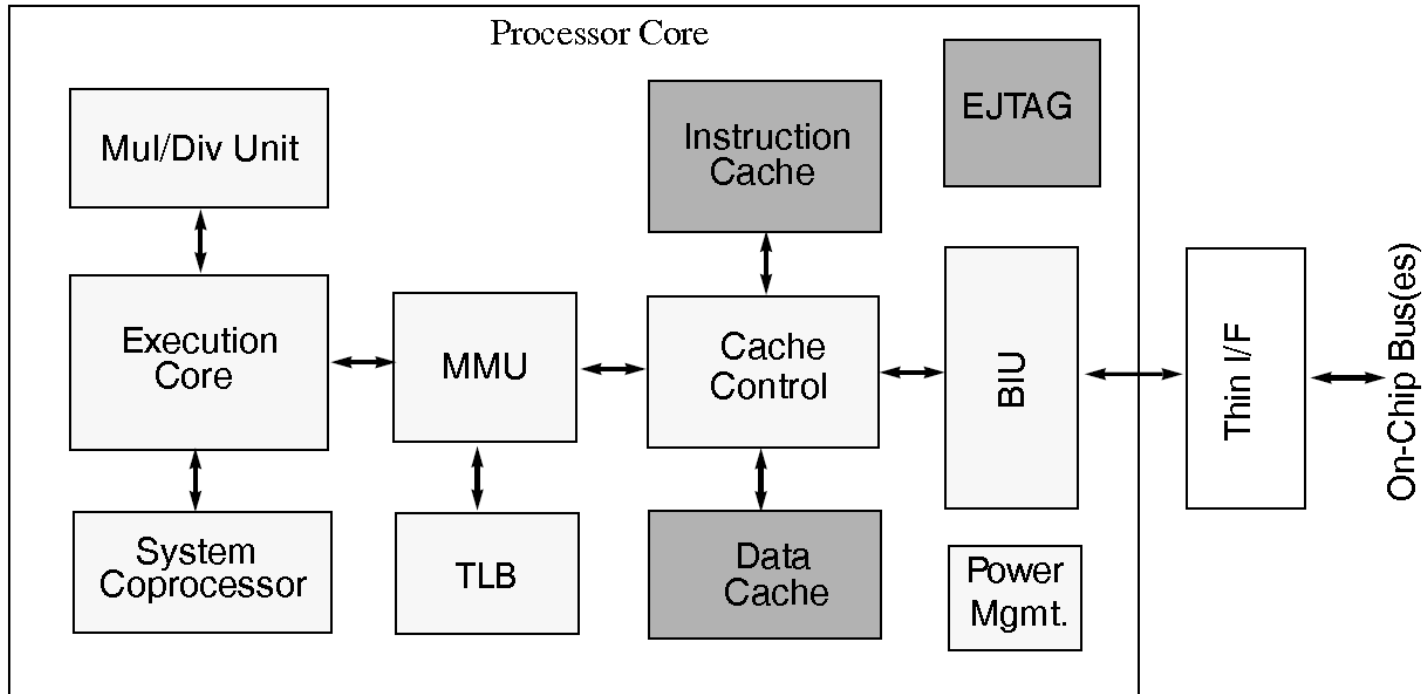 Processor Core
Mul/Div Unit
Instruction
Cache
EJTAG
Execution
Core
MMU
Cache
Control
BIU
Thin I/F
On-Chip Bus(es)
System
Coprocessor
TLB
Data
Cache
Power
Mgmt.